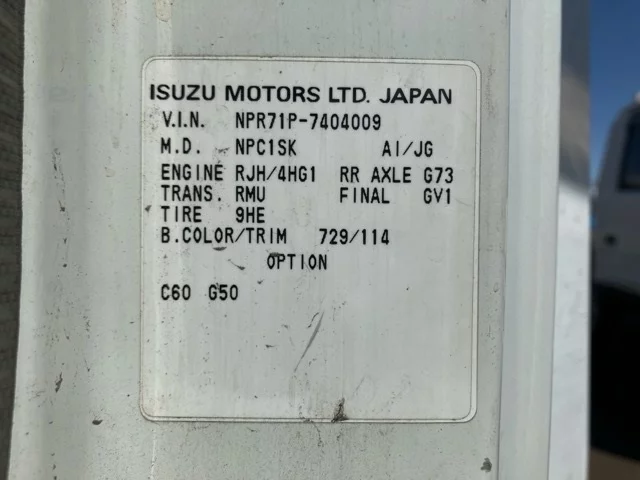 ISUZU MOTORS LTD. JAPAN
V.I.N. NPR71P-7404009
M.D. NPC1SK AI/JG
ENGINE RJH/4HG1 RR AXLE G73
TRANS. RMU FINAL GV1
TIRE 9HE
B.COLOR/TRIM 729/114
OPTION
C60 G50